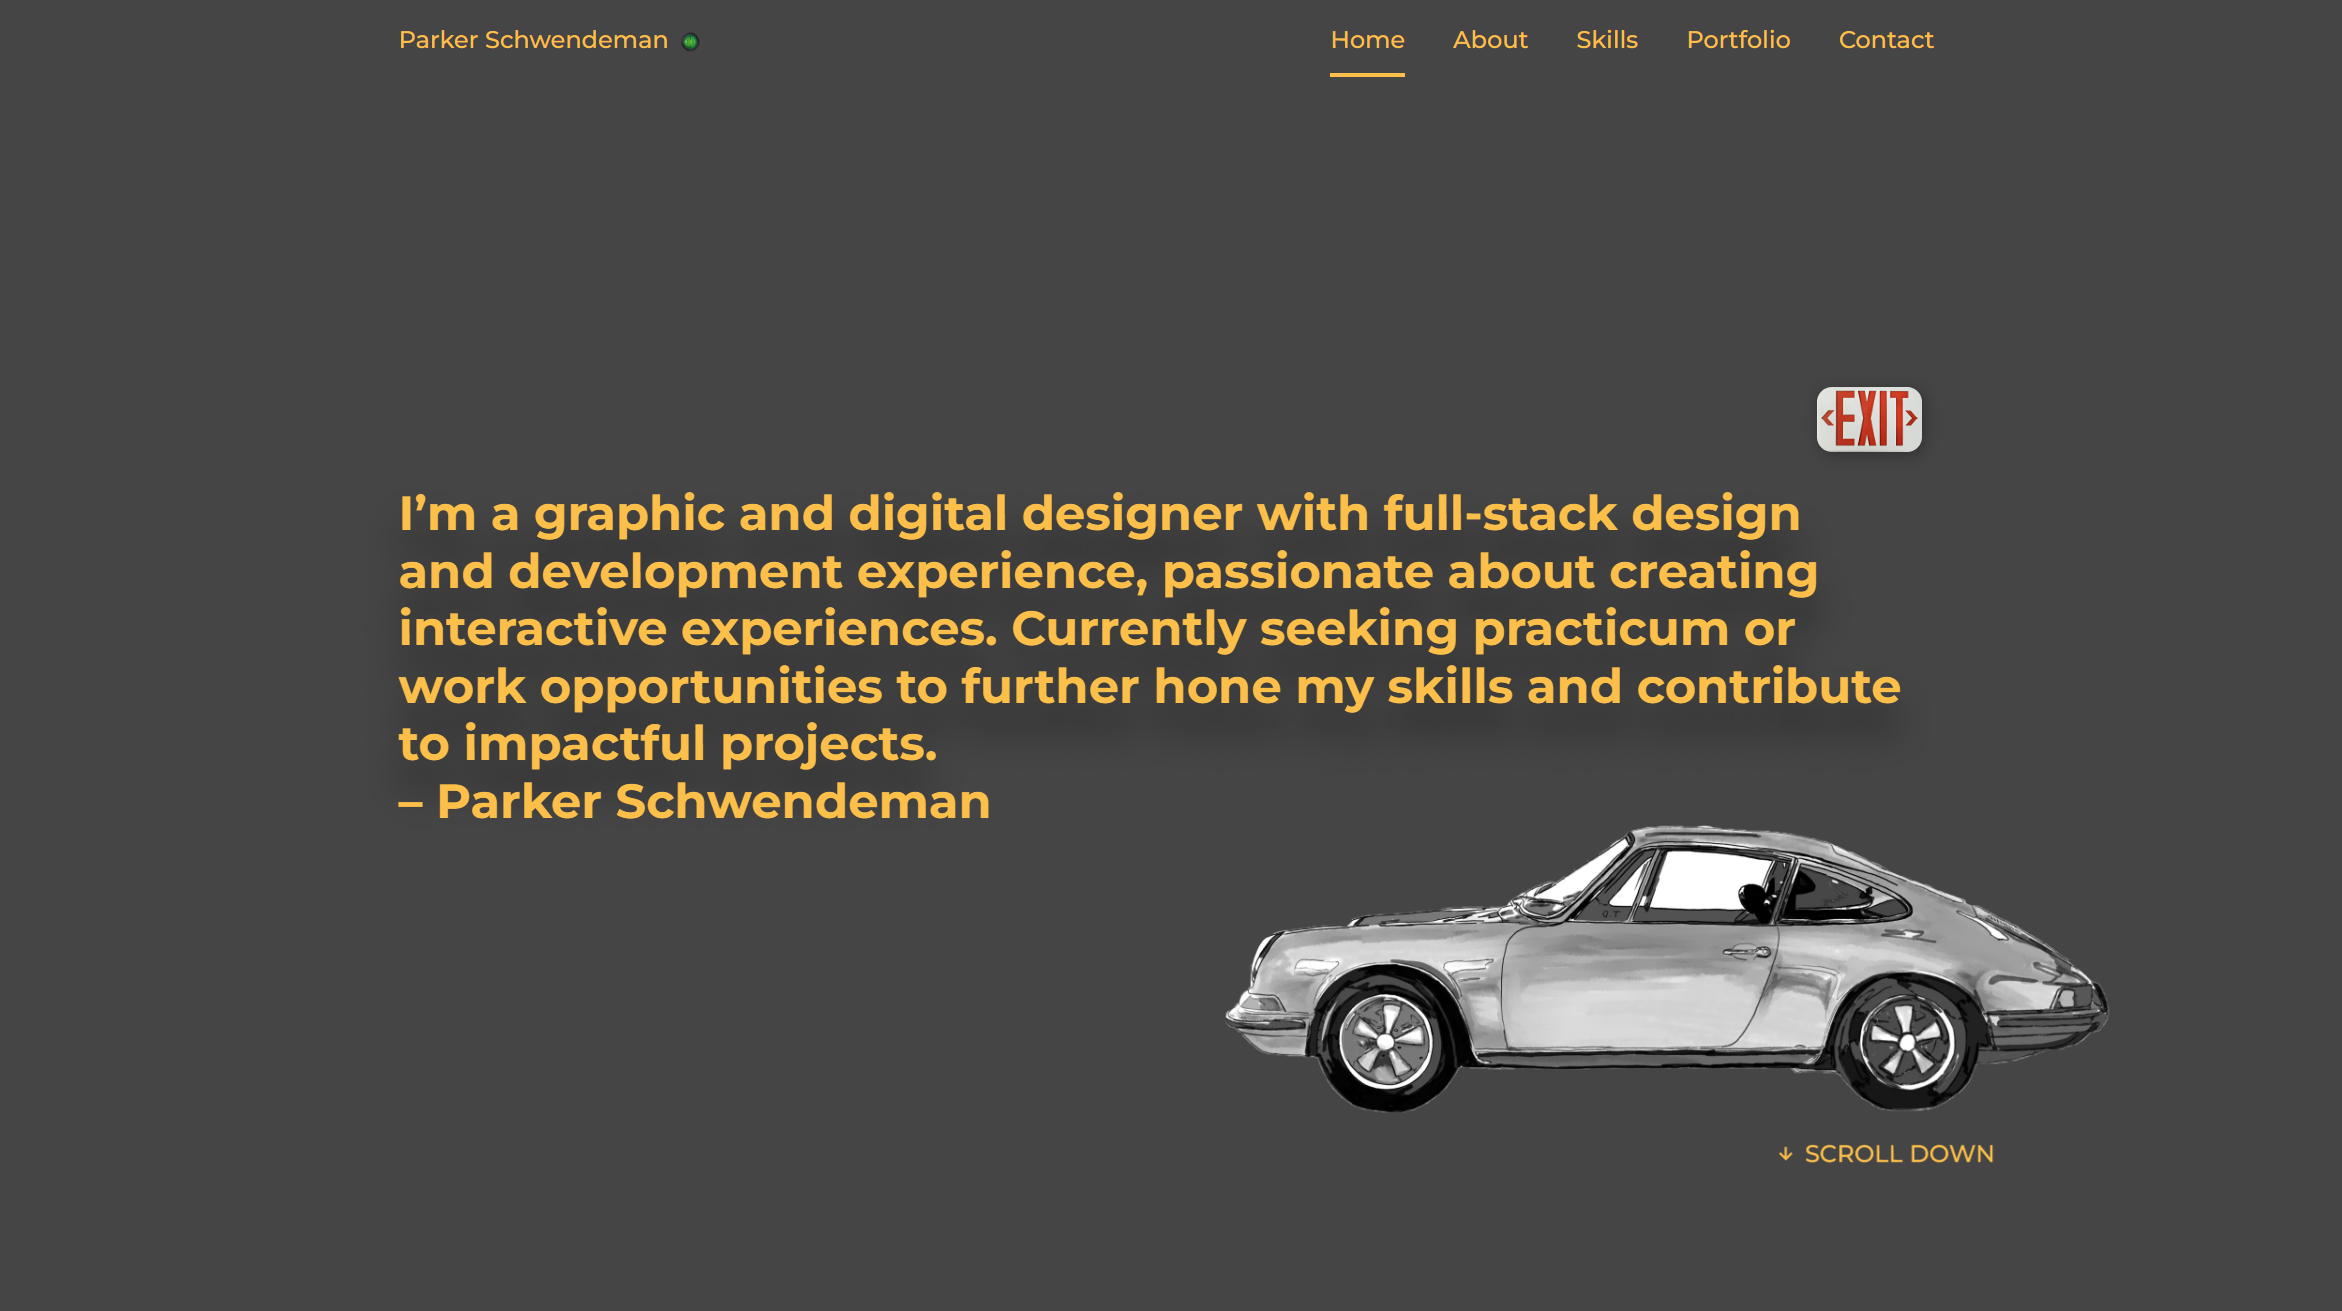 Parker Schwendeman
Home About Skills Portfolio Contact
EXIT
I’m a graphic and digital designer with full-stack design
and development experience, passionate about creating
interactive experiences. Currently seeking practicum or
work opportunities to further hone my skills and contribute
to impactful projects.
– Parker Schwendeman
↓ SCROLL DOWN